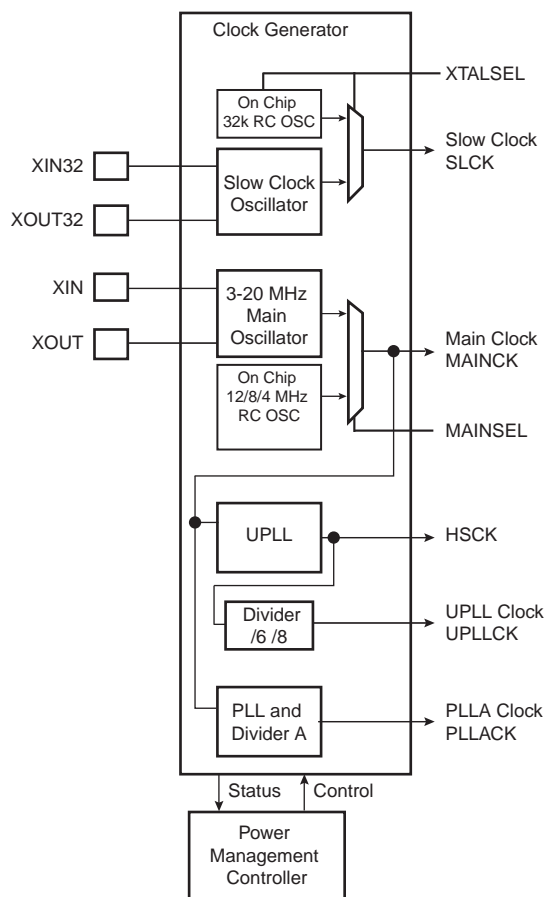 Clock Generator
XTALSEL
On Chip
32k RC OSC
Slow Clock
SLCK
XIN32
Slow Clock
Oscillator
XOUT32
XIN
3-20 MHz
Main
Oscillator
XOUT
Main Clock
MAINCK
On Chip
12/8/4 MHz
RC OSC
MAINSEL
UPLL
HSCK
Divider
/6 /8
UPLL Clock
UPLLCK
PLL and
Divider A
PLLA Clock
PLLACK
Status
Control
Power
Management
Controller